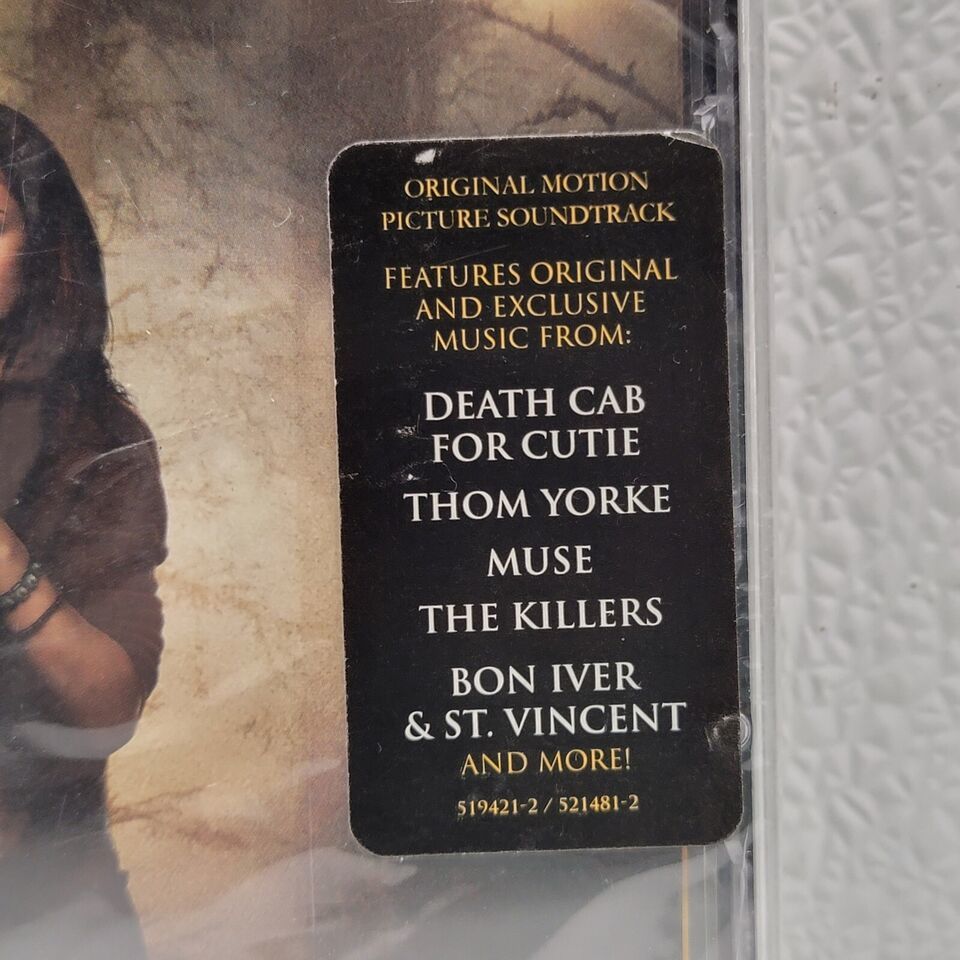 ORIGINAL MOTION
PICTURE SOUNDTRACK
FEATURES ORIGINAL
AND EXCLUSIVE
MUSIC FROM:
DEATH CAB
FOR CUTIE
THOM YORKE
MUSE
THE KILLERS
BON IVER
& ST. VINCENT
AND MORE!
519421-2 / 521481-2